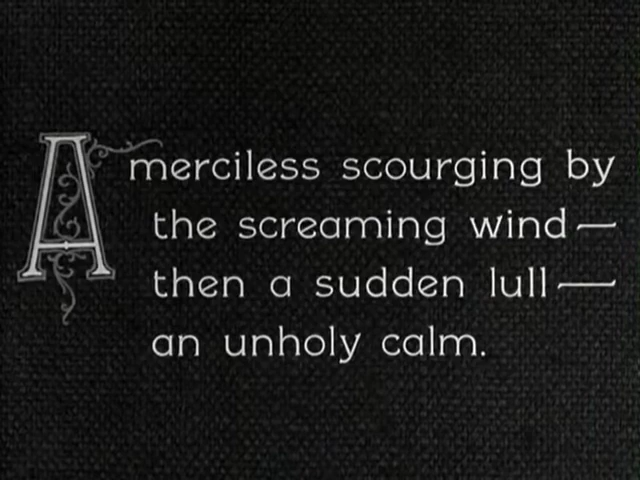 A merciless scourging by
the screaming wind—
then a sudden lull—
an unholy calm.